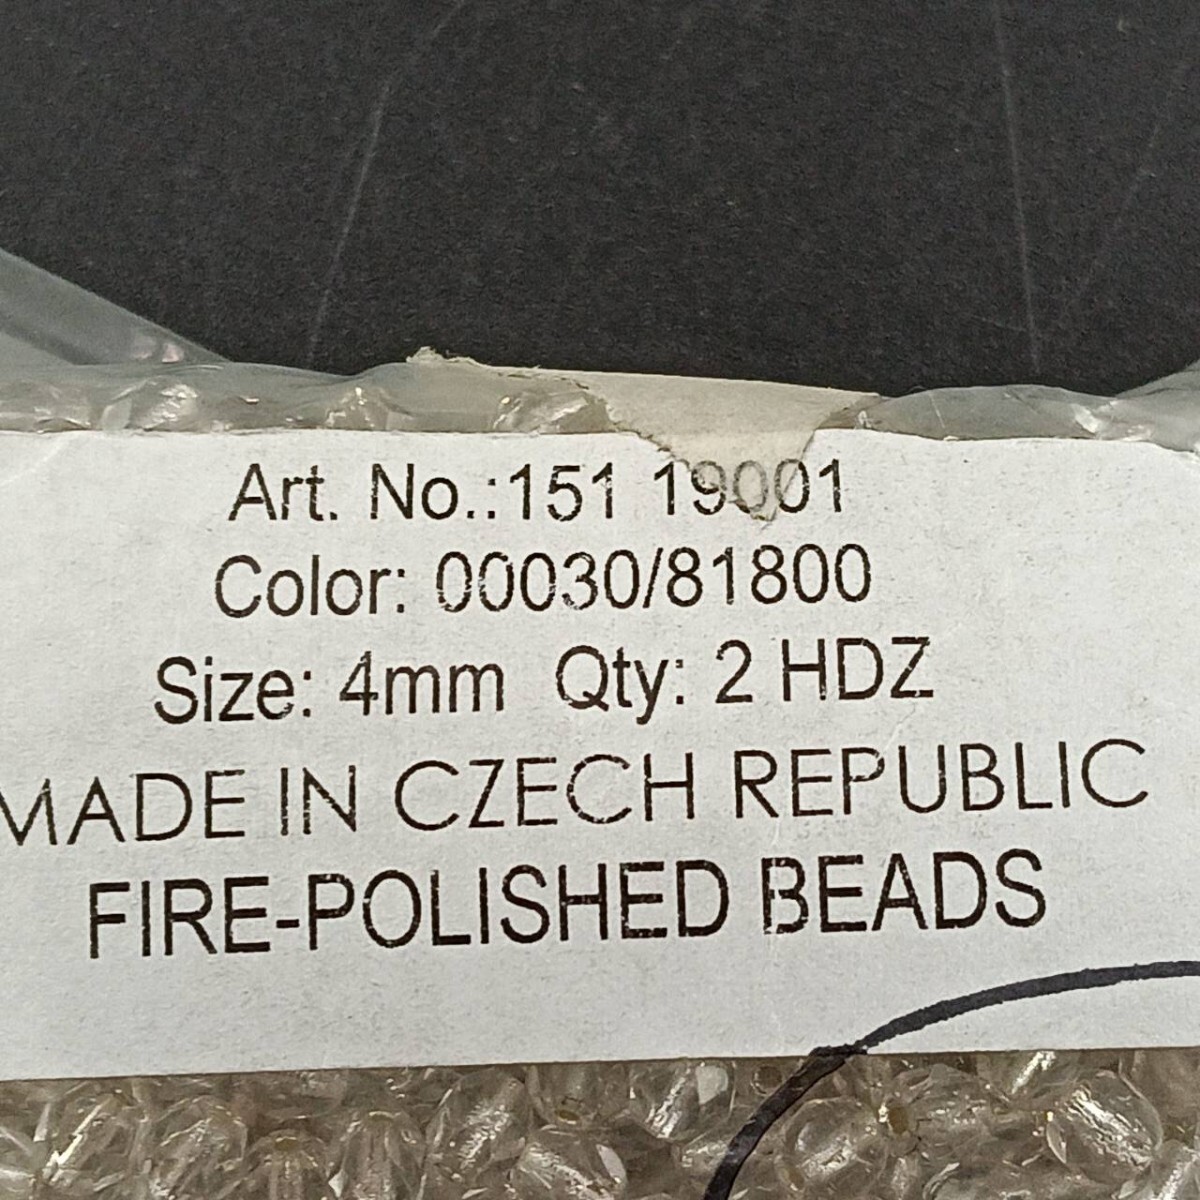 Art. No.:151 19001
Color: 00030/81800
Size: 4mm Qty: 2 HDZ
MADE IN CZECH REPUBLIC
FIRE-POLISHED BEADS